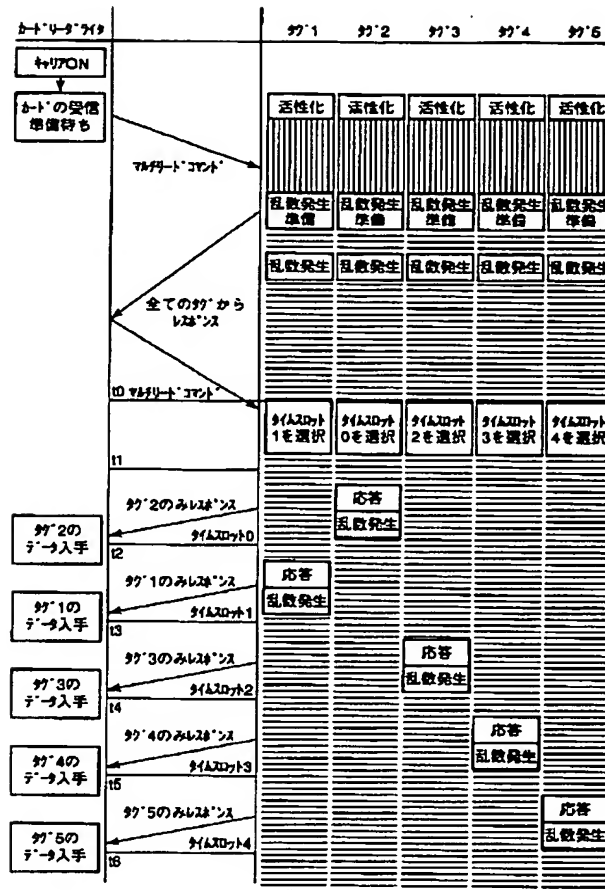 カード リーダ ライタ
タグ 1 タグ 2 タグ 3 タグ 4 タグ 5
キャリアON
カード の受信
準備待ち
活性化 活性化 活性化 活性化 活性化
マルチリード コマンド
乱数発生 乱数発生 乱数発生 乱数発生 乱数発生
準備 準備 準備 準備 準備
乱数発生 乱数発生 乱数発生 乱数発生 乱数発生
全てのタグ から
レスポンス
t0 マルチリード コマンド
タイムスロット タイムスロット タイムスロット タイムスロット タイムスロット
1を選択 0を選択 2を選択 3を選択 4を選択
t1
タグ 2のみレスポンス
応答
乱数発生
タグ 2の
データ入手
タイムスロット0
t2
タグ 1のみレスポンス
応答
乱数発生
タグ 1の
データ入手
タイムスロット1
t3
タグ 3のみレスポンス
応答
乱数発生
タグ 3の
データ入手
タイムスロット2
t4
タグ 4のみレスポンス
応答
乱数発生
タグ 4の
データ入手
タイムスロット3
t5
タグ 5のみレスポンス
応答
乱数発生
タグ 5の
データ入手
タイムスロット4
t6